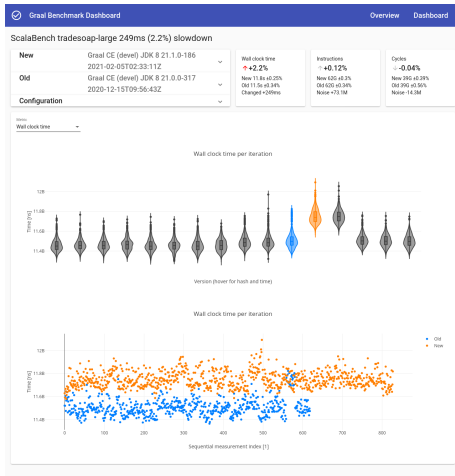 Graal Benchmark Dashboard
Overview
Dashboard
ScalaBench tradesoap-large 249ms (2.2%) slowdown
New
Graal CE (devel) JDK 8 21.1.0-186
2021-02-05T02:33:11Z
Old
Graal CE (devel) JDK 8 21.0.0-317
2020-12-15T09:56:43Z
Configuration
Wall clock time
↑+2.2%
New 11.8s ±0.25%
Old 11.5s ±0.34%
Changed +249ms
Instructions
↑+0.12%
New 62G ±0.3%
Old 62G ±0.34%
Noise +73.1M
Cycles
↓-0.04%
New 39G ±0.39%
Old 39G ±0.56%
Noise -14.3M
Metric
Wall clock time
Wall clock time per iteration
Time [ns]
12B
11.8B
11.6B
11.4B
Version (hover for hash and time)
Wall clock time per iteration
Old
New
Time [ns]
12B
11.8B
11.6B
11.4B
0
100
200
300
400
500
600
700
800
Sequential measurement index [1]